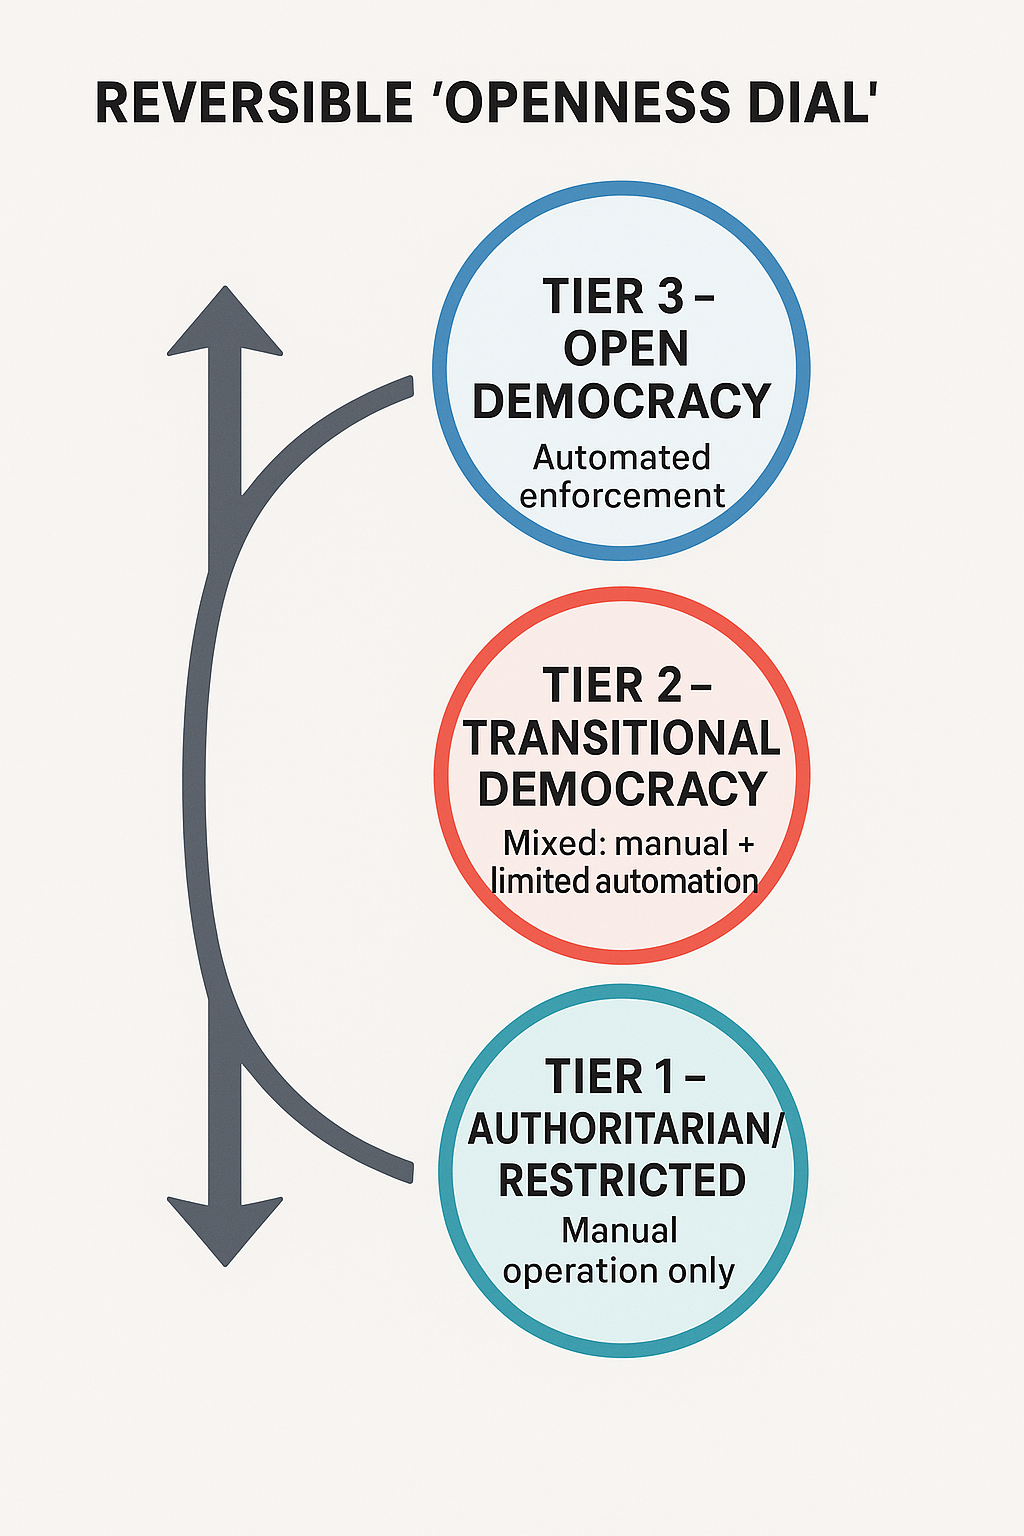 REVERSIBLE 'OPENNESS DIAL'
TIER 3 –
OPEN
DEMOCRACY
Automated
enforcement
TIER 2 –
TRANSITIONAL
DEMOCRACY
Mixed: manual +
limited automation
TIER 1 –
AUTHORITARIAN/
RESTRICTED
Manual
operation only